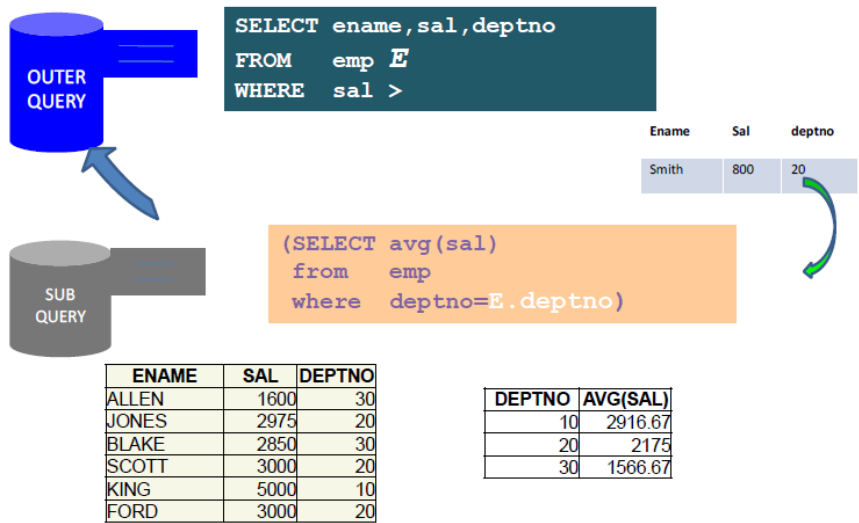 OUTER
QUERY
SELECT ename,sal,deptno
FROM emp E
WHERE sal >
Ename Sal deptno
Smith 800 20
SUB
QUERY
(SELECT avg(sal)
from emp
where deptno=E.deptno)
ENAME SAL DEPTNO
ALLEN 1600 30
JONES 2975 20
BLAKE 2850 30
SCOTT 3000 20
KING 5000 10
FORD 3000 20
DEPTNO AVG(SAL)
10 2916.67
20 2175
30 1566.67